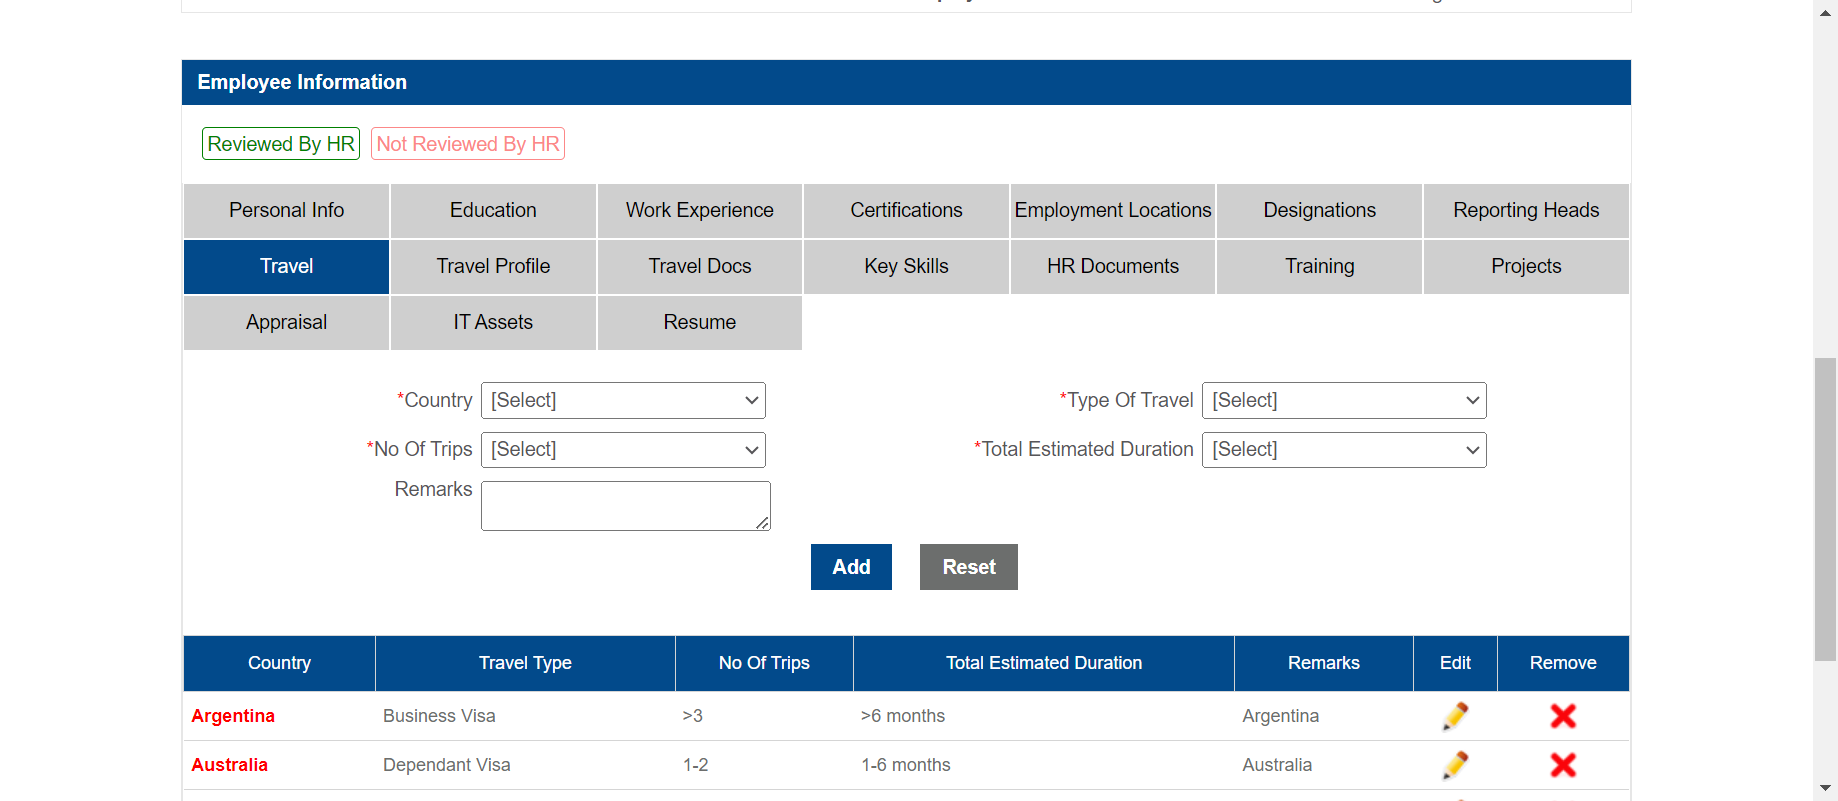 Employee Information
Reviewed By HR Not Reviewed By HR
Personal Info Education Work Experience Certifications Employment Locations Designations Reporting Heads
Travel Travel Profile Travel Docs Key Skills HR Documents Training Projects
Appraisal IT Assets Resume
*Country [Select] *Type Of Travel [Select]
*No Of Trips [Select] *Total Estimated Duration [Select]
Remarks
Add Reset
Country Travel Type No Of Trips Total Estimated Duration Remarks Edit Remove
Argentina Business Visa >3 >6 months Argentina
Australia Dependant Visa 1-2 1-6 months Australia